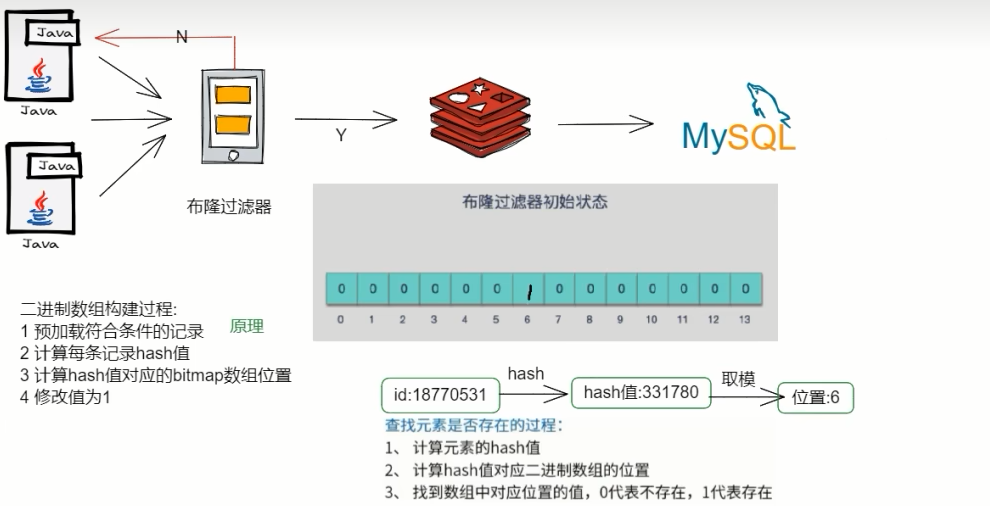 Java
Java
N
Y
MySQL
Java
Java
布隆过滤器
布隆过滤器初始状态
0 0 0 0 0 0 1 0 0 0 0 0 0 0
0 1 2 3 4 5 6 7 8 9 10 11 12 13
二进制数组构建过程:
1 预加载符合条件的记录
原理
2 计算每条记录hash值
3 计算hash值对应的bitmap数组位置
4 修改值为1
id:18770531
hash
hash值:331780
取模
位置:6
查找元素是否存在的过程：
1、 计算元素的hash值
2、 计算hash值对应二进制数组的位置
3、 找到数组中对应位置的值，0代表不存在，1代表存在